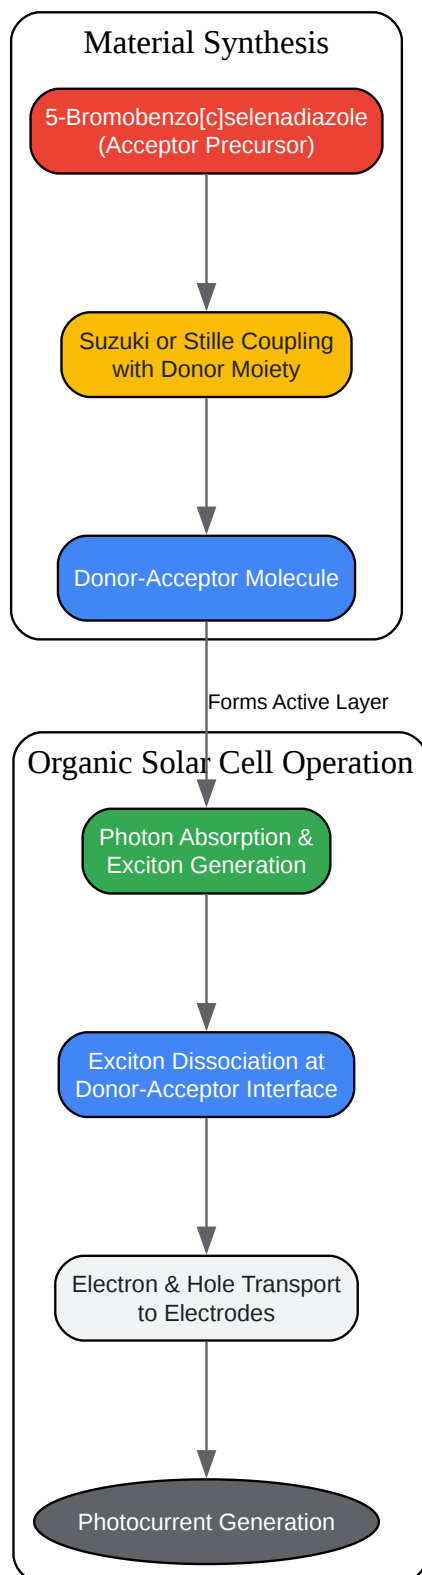 Material Synthesis
5-Bromobenzo[c]selenadiazole
(Acceptor Precursor)
Suzuki or Stille Coupling
with Donor Moiety
Donor-Acceptor Molecule
Forms Active Layer
Organic Solar Cell Operation
Photon Absorption &
Exciton Generation
Exciton Dissociation at
Donor-Acceptor Interface
Electron & Hole Transport
to Electrodes
Photocurrent Generation